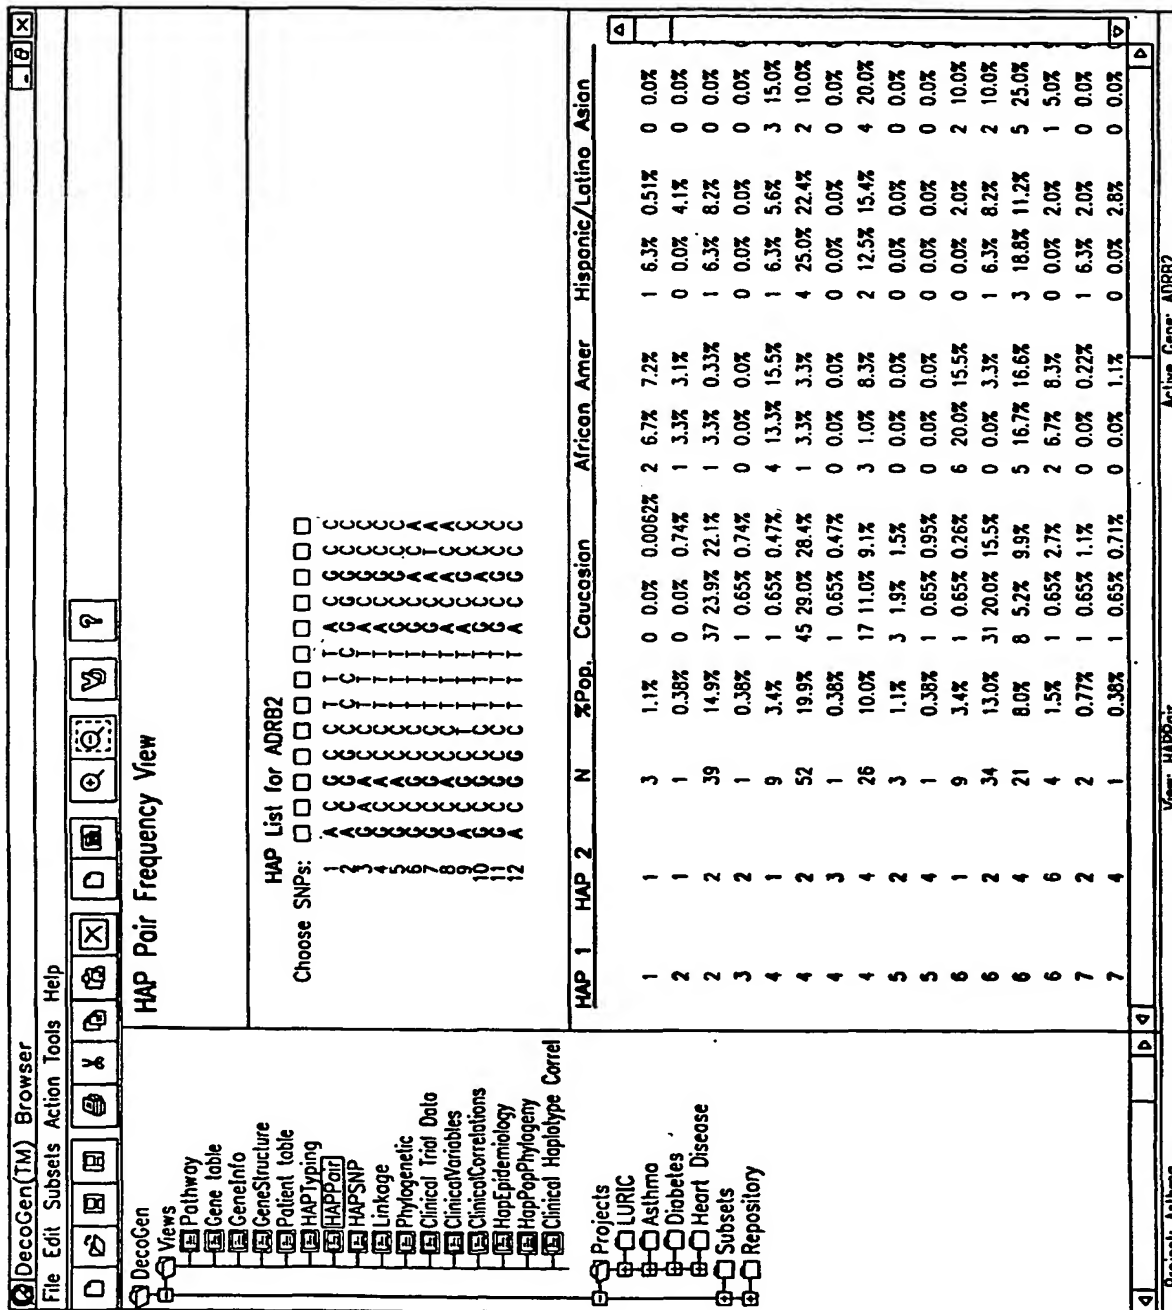 DecoGen(TM) Browser
File Edit Subsets Action Tools Help
DecoGen
Views
Pathway
Gene table
GeneInfo
GeneStructure
Patient table
HAPTyping
HAPPair
HAPSNP
Linkage
Phylogenetic
Clinical Trial Data
ClinicalVariables
ClinicalCorrelations
HapEpidemiology
HapPopPhylogeny
Clinical Haplotype Correl
Projects
LURIC
Asthma
Diabetes
Heart Disease
Subsets
Repository
HAP Pair Frequency View
HAP List for ADRB2
Choose SNPs:
1
2
3
4
5
6
7
8
9
10
11
12
HAP 1 HAP 2 N %Pop. Caucasian African Amer Hispanic/Latino Asian
1 1 3 1.1% 0 0.0% 0.0062% 2 6.7% 7.2% 1 6.3% 0.51% 0 0.0%
2 1 1 0.38% 0 0.0% 0.74% 1 3.3% 3.1% 0 0.0% 4.1% 0 0.0%
2 2 39 14.9% 37 23.9% 22.1% 1 3.3% 0.33% 1 6.3% 8.2% 0 0.0%
3 2 1 0.38% 1 0.65% 0.74% 0 0.0% 0.0% 0 0.0% 0.0% 0 0.0%
4 1 9 3.4% 1 0.65% 0.47% 4 13.3% 15.5% 1 6.3% 5.6% 3 15.0%
4 2 52 19.9% 45 29.0% 28.4% 1 3.3% 3.3% 4 25.0% 22.4% 2 10.0%
4 3 1 0.38% 1 0.65% 0.47% 0 0.0% 0.0% 0 0.0% 0.0% 0 0.0%
4 4 26 10.0% 17 11.0% 9.1% 3 1.0% 8.3% 2 12.5% 15.4% 4 20.0%
5 2 3 1.1% 3 1.9% 1.5% 0 0.0% 0.0% 0 0.0% 0.0% 0 0.0%
5 4 1 0.38% 1 0.65% 0.95% 0 0.0% 0.0% 0 0.0% 0.0% 0 0.0%
6 1 9 3.4% 1 0.65% 0.26% 6 20.0% 15.5% 0 0.0% 2.0% 2 10.0%
6 2 34 13.0% 31 20.0% 15.5% 0 0.0% 3.3% 1 6.3% 8.2% 2 10.0%
6 4 21 8.0% 8 5.2% 9.9% 5 16.7% 16.6% 3 18.8% 11.2% 5 25.0%
6 6 4 1.5% 1 0.65% 2.7% 2 6.7% 8.3% 0 0.0% 2.0% 1 5.0%
7 2 2 0.77% 1 0.65% 1.1% 0 0.0% 0.22% 1 6.3% 2.0% 0 0.0%
7 4 1 0.38% 1 0.65% 0.71% 0 0.0% 1.1% 0 0.0% 2.8% 0 0.0%
Project: Asthma View: HAPPair Active Gene: ADRB2